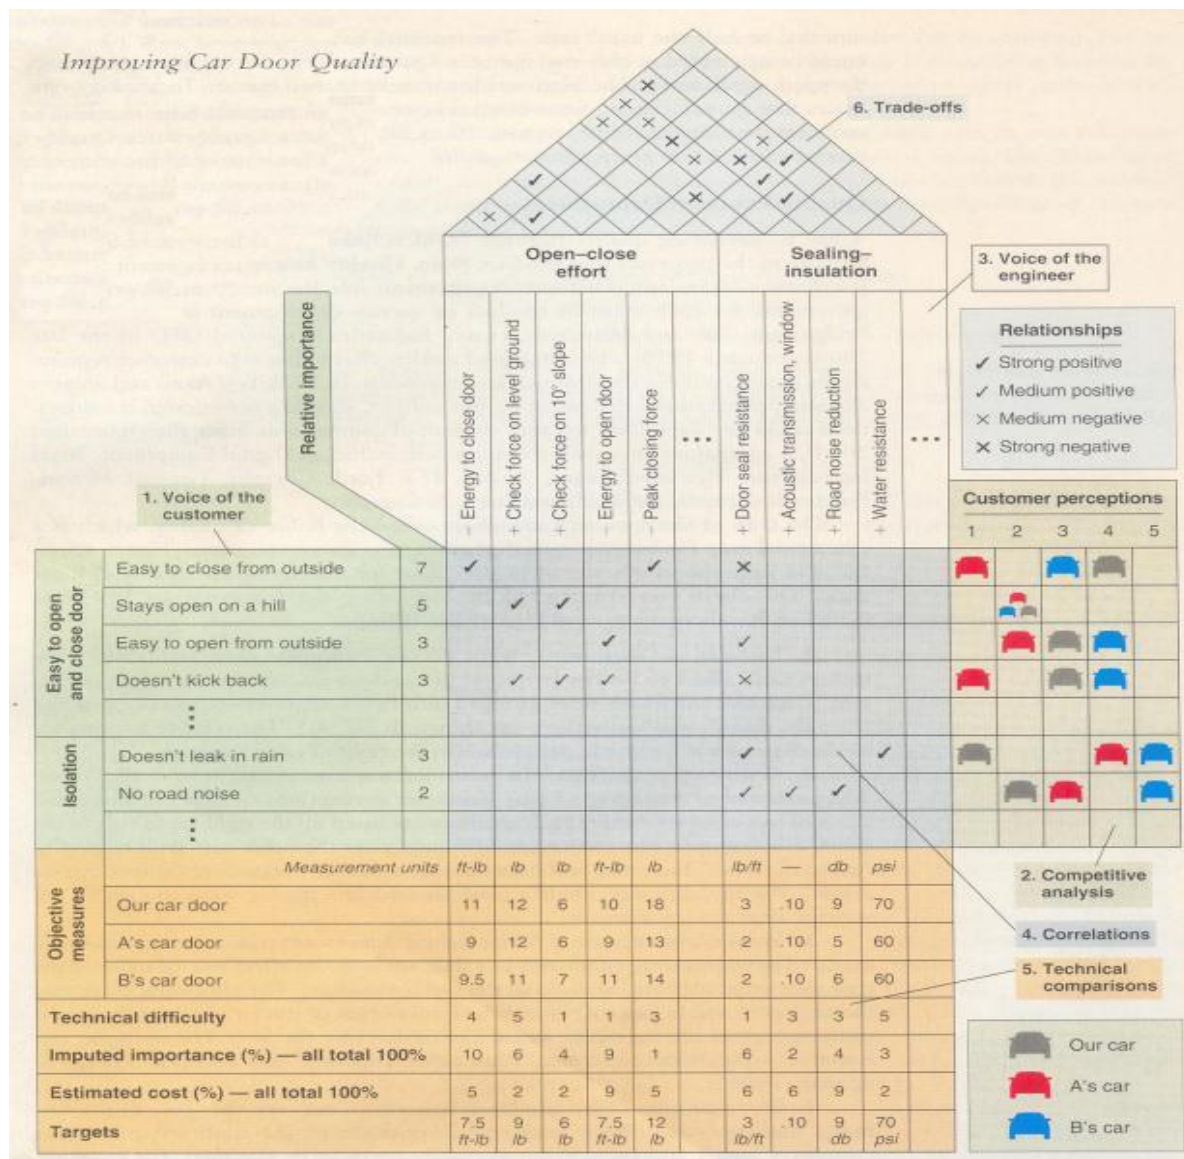 Improving Car Door Quality
6. Trade-offs
Open–close effort
Sealing–insulation
3. Voice of the engineer
Relative importance
– Energy to close door
+ Check force on level ground
+ Check force on 10° slope
– Energy to open door
– Peak closing force
...
+ Door seal resistance
+ Acoustic transmission, window
+ Road noise reduction
+ Water resistance
...
Relationships
✓ Strong positive
✓ Medium positive
× Medium negative
× Strong negative
1. Voice of the customer
Customer perceptions
1 2 3 4 5
Easy to open and close door
Easy to close from outside 7
Stays open on a hill 5
Easy to open from outside 3
Doesn't kick back 3
...
Isolation
Doesn't leak in rain 3
No road noise 2
...
2. Competitive analysis
4. Correlations
5. Technical comparisons
Objective measures
Measurement units ft-lb lb lb ft-lb lb lb/ft — db psi
Our car door 11 12 6 10 18 3 .10 9 70
A's car door 9 12 6 9 13 2 .10 5 60
B's car door 9.5 11 7 11 14 2 .10 6 60
Technical difficulty 4 5 1 1 3 1 3 3 5
Imputed importance (%) — all total 100% 10 6 4 9 1 6 2 4 3
Estimated cost (%) — all total 100% 5 2 2 9 5 6 6 9 2
Targets 7.5 ft-lb 9 lb 6 lb 7.5 ft-lb 12 lb 3 lb/ft .10 9 db 70 psi
Our car
A's car
B's car